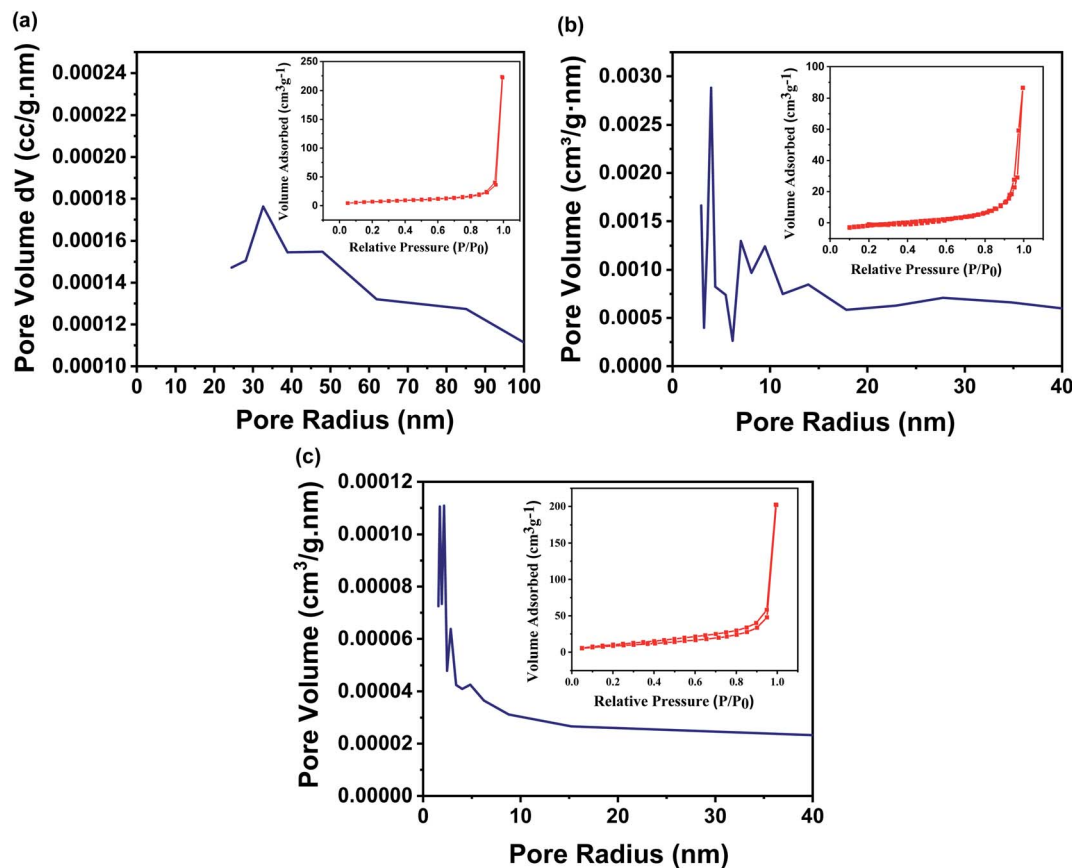 (a)
0.00024
0.00022
0.00020
0.00018
0.00016
0.00014
0.00012
0.00010
Pore Volume dV (cc/g.nm)
0 10 20 30 40 50 60 70 80 90 100
Pore Radius (nm)
250
200
150
100
50
0
Volume Adsorbed (cm³g⁻¹)
0.0 0.2 0.4 0.6 0.8 1.0
Relative Pressure (P/P₀)
(b)
0.0030
0.0025
0.0020
0.0015
0.0010
0.0005
0.0000
Pore Volume (cm³/g·nm)
0 10 20 30 40
Pore Radius (nm)
100
80
60
40
20
0
Volume Adsorbed (cm³g⁻¹)
0.0 0.2 0.4 0.6 0.8 1.0
Relative Pressure (P/P₀)
(c)
0.00012
0.00010
0.00008
0.00006
0.00004
0.00002
0.00000
Pore Volume (cm³/g.nm)
0 10 20 30 40
Pore Radius (nm)
200
150
100
50
0
Volume Adsorbed (cm³g⁻¹)
0.0 0.2 0.4 0.6 0.8 1.0
Relative Pressure (P/P₀)